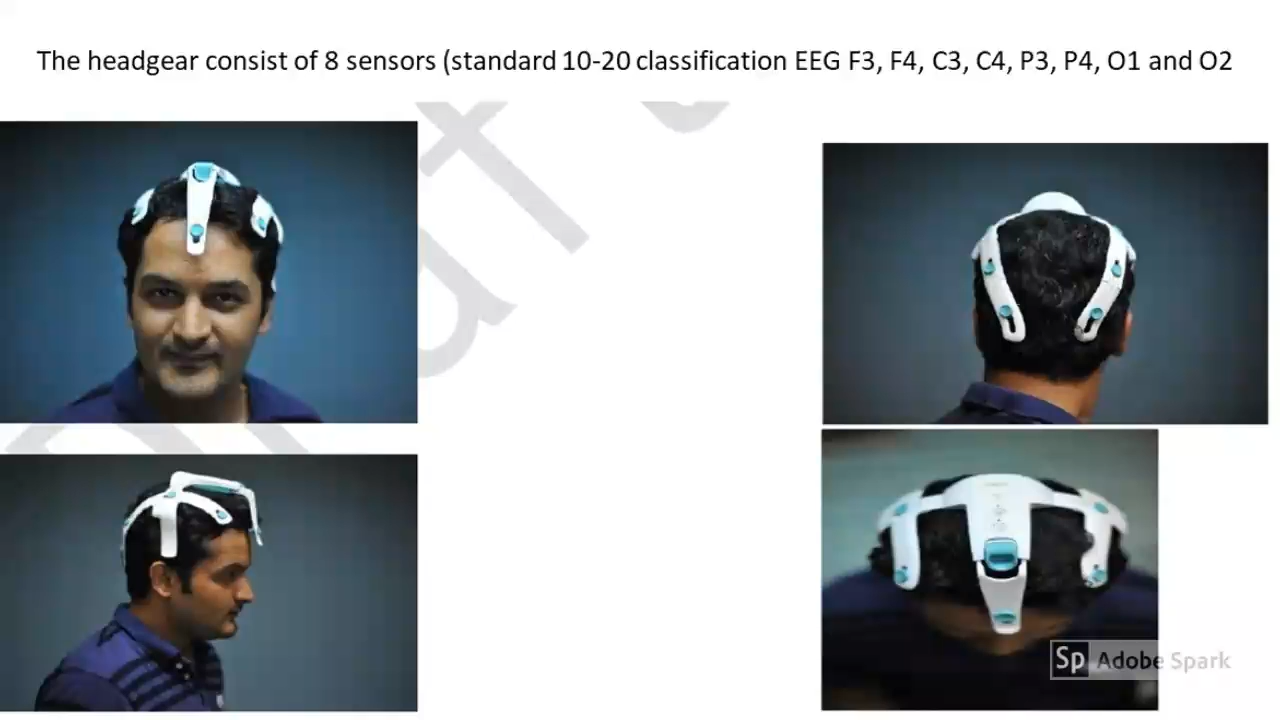 The headgear consist of 8 sensors (standard 10-20 classification EEG F3, F4, C3, C4, P3, P4, O1 and O2
Sp Adobe Spark